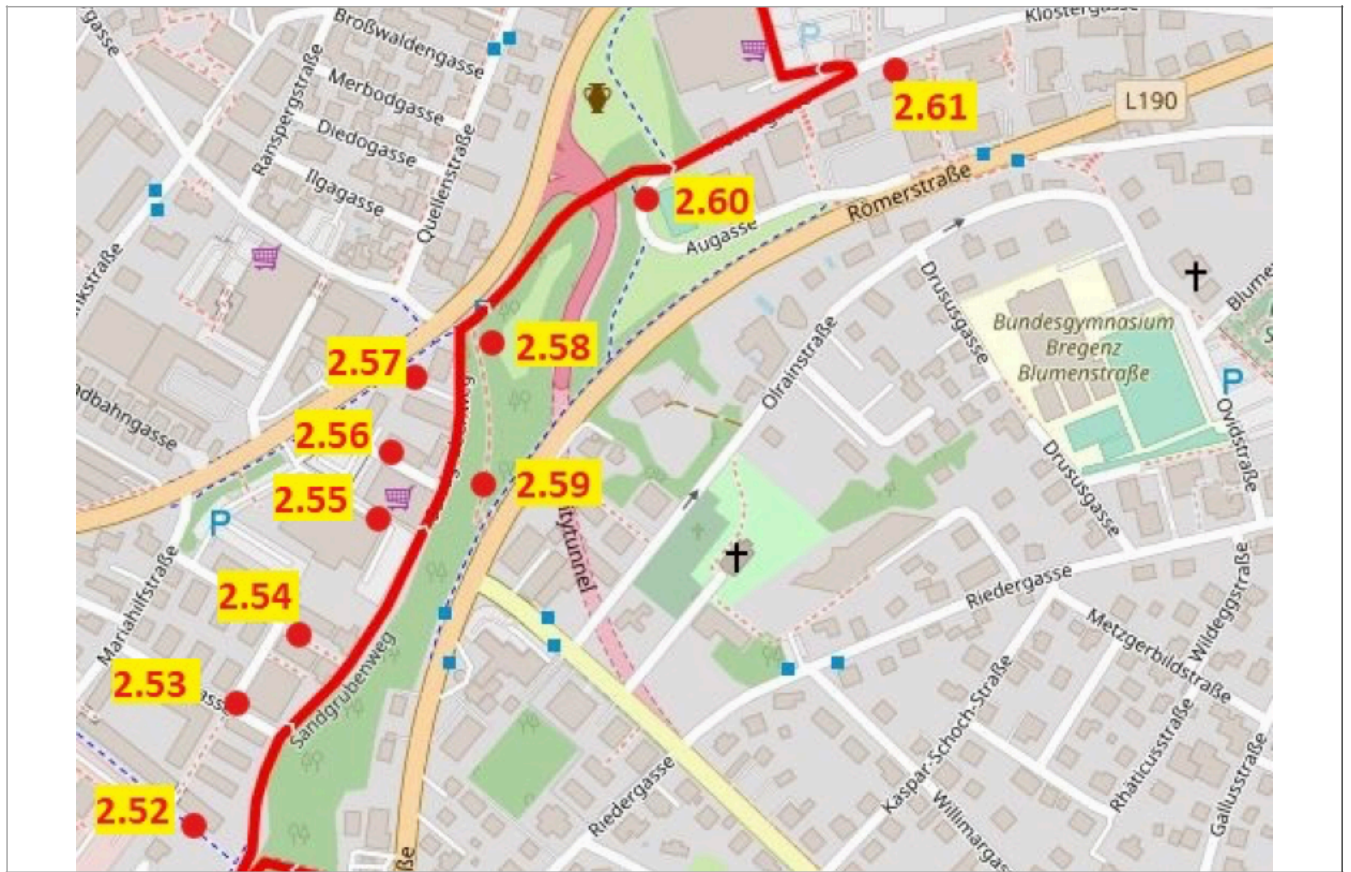 Broßwaldengasse
Klostergasse
Merbodgasse
Diedogasse
Ilgagasse
Ranspergstraße
Quellenstraße
P
2.61
L190
2.60
Augasse
Römerstraße
Drususgasse
Bundesgymnasium
Bregenz
Blumenstraße
2.57
2.58
Olrainstraße
P
Ovidstraße
2.56
2.59
Drususgasse
2.55
P
2.54
Mariahilfstraße
Riedergasse
Metzgerbildstraße
Wildeggstraße
2.53
Sandgrubenweg
Kaspar-Schoch-Straße
Rhäticusstraße
Gallusstraße
2.52
Riedergasse